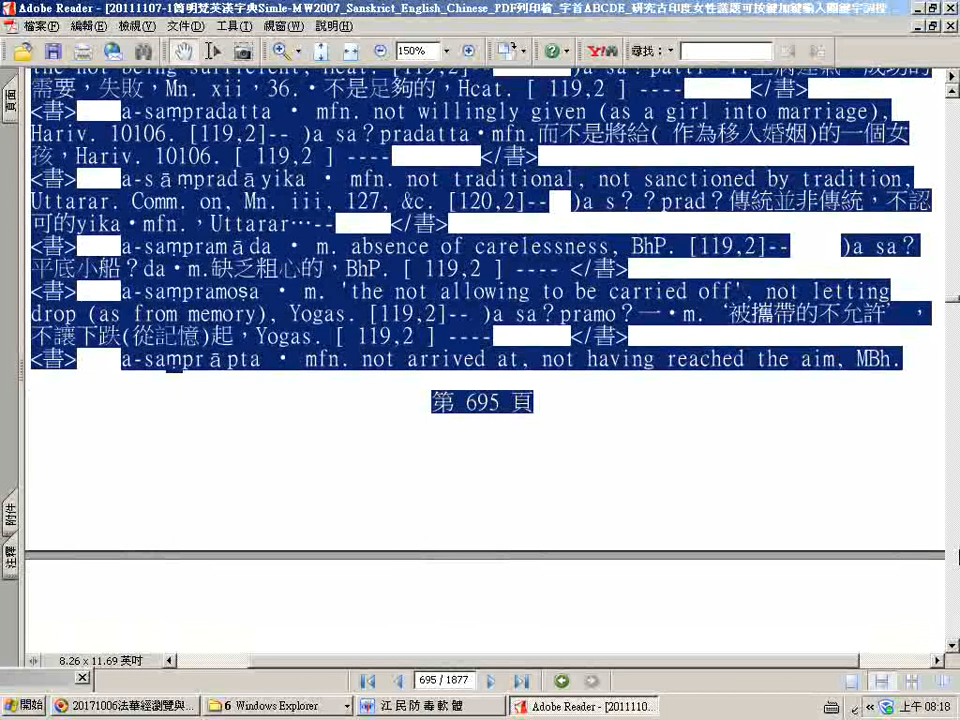 Adobe Reader - [20111107-1簡明梵英漢字典Simle-MW2007_Sanskrict_English_Chinese_PDF列印檔_字首ABCDE_研究古印度女性議題可按鍵加鍵輸入關鍵字詞搜
檔案(F) 編輯(E) 檢視(V) 文件(D) 工具(T) 視窗(W) 說明(H)
150% Y! 尋找:
頁面
the not being sufficient, Hcat. [119,2]-- )a sa?patti
需要，失敗，Mn. xii, 36.‧不是足夠的，Hcat. [ 119,2 ] ---- </書>
<書> a-saṃpradatta ‧ mfn. not willingly given (as a girl into marriage),
Hariv. 10106. [119,2]-- )a sa？pradatta‧mfn.而不是將給( 作為移入婚姻)的一個女
孩，Hariv. 10106. [ 119,2 ] ---- </書>
<書> a-sāṃpradāyika ‧ mfn. not traditional, not sanctioned by tradition,
Uttarar. Comm. on, Mn. iii, 127, &c. [120,2]-- )a s？？prad？傳統並非傳統，不認
可的yika‧mfn.，Uttarar…-- </書>
<書> a-sampramāda ‧ m. absence of carelessness, BhP. [119,2]-- )a sa？
平底小船？da‧m.缺乏粗心的，BhP. [ 119,2 ] ---- </書>
<書> a-saṃpramoṣa ‧ m. 'the not allowing to be carried off', not letting
drop (as from memory), Yogas. [119,2]-- )a sa？pramo？一‧m.‘被攜帶的不允許’，
不讓下跌(從記憶)起，Yogas. [ 119,2 ] ---- </書>
<書> a-saṃprāpta ‧ mfn. not arrived at, not having reached the aim, MBh.
第 695 頁
附件
注釋
8.26 x 11.69 英吋
695 / 1877
開始 20171006法華經瀏覽與... 6 Windows Explorer 江民防毒軟體 Adobe Reader - [2011110... 上午 08:18